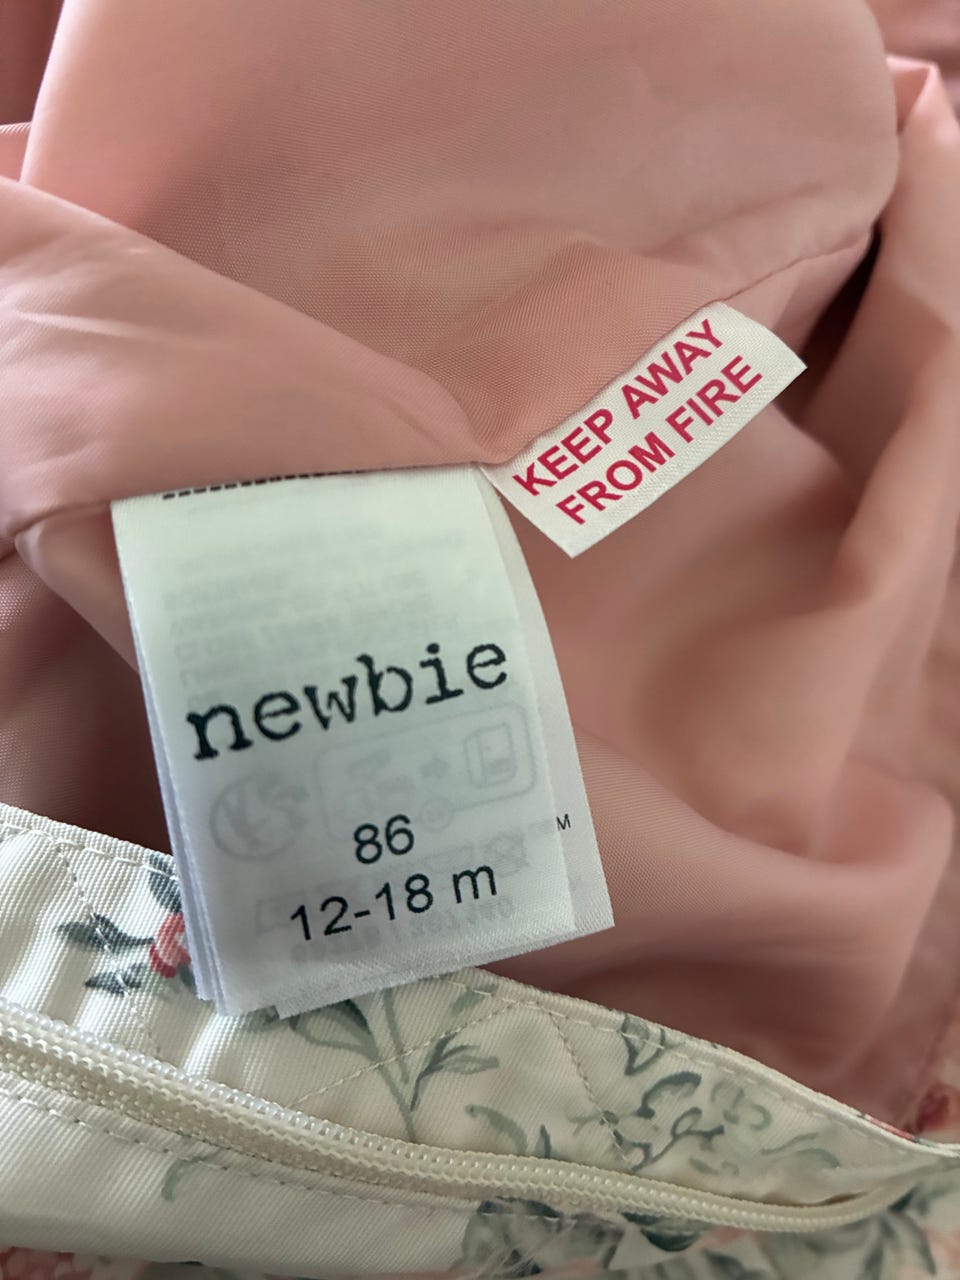 KEEP AWAY
FROM FIRE
newbie
86
12-18 m
M